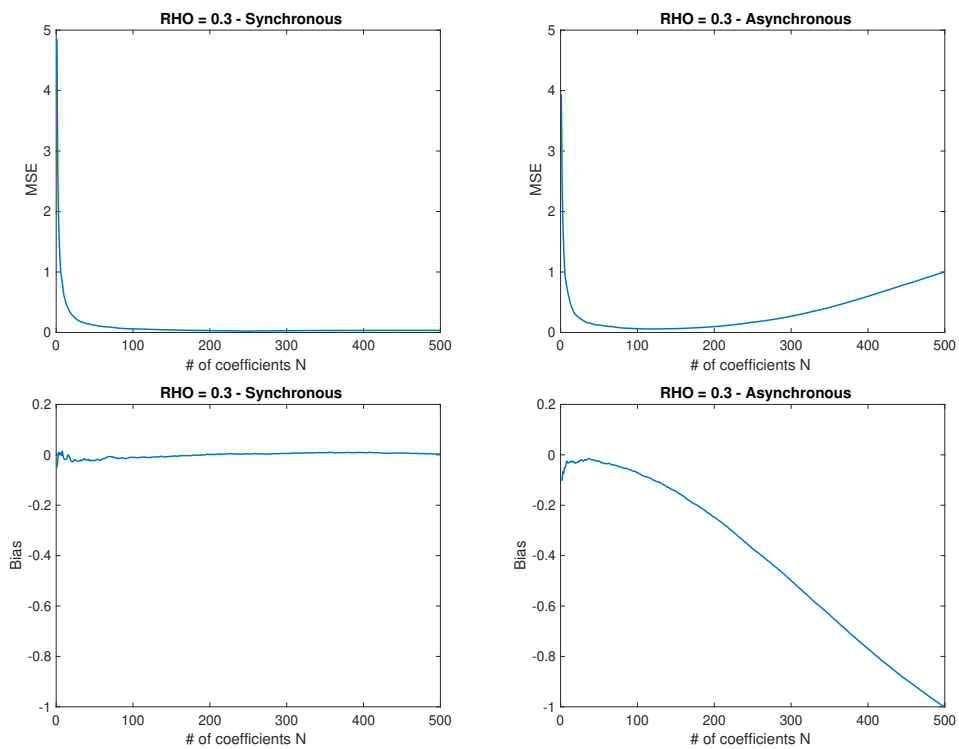 RHO = 0.3 - Synchronous
5
4
3
2
1
0
MSE
0 100 200 300 400 500
# of coefficients N
RHO = 0.3 - Asynchronous
5
4
3
2
1
0
MSE
0 100 200 300 400 500
# of coefficients N
RHO = 0.3 - Synchronous
0.2
0
-0.2
-0.4
-0.6
-0.8
-1
Bias
0 100 200 300 400 500
# of coefficients N
RHO = 0.3 - Asynchronous
0.2
0
-0.2
-0.4
-0.6
-0.8
-1
Bias
0 100 200 300 400 500
# of coefficients N